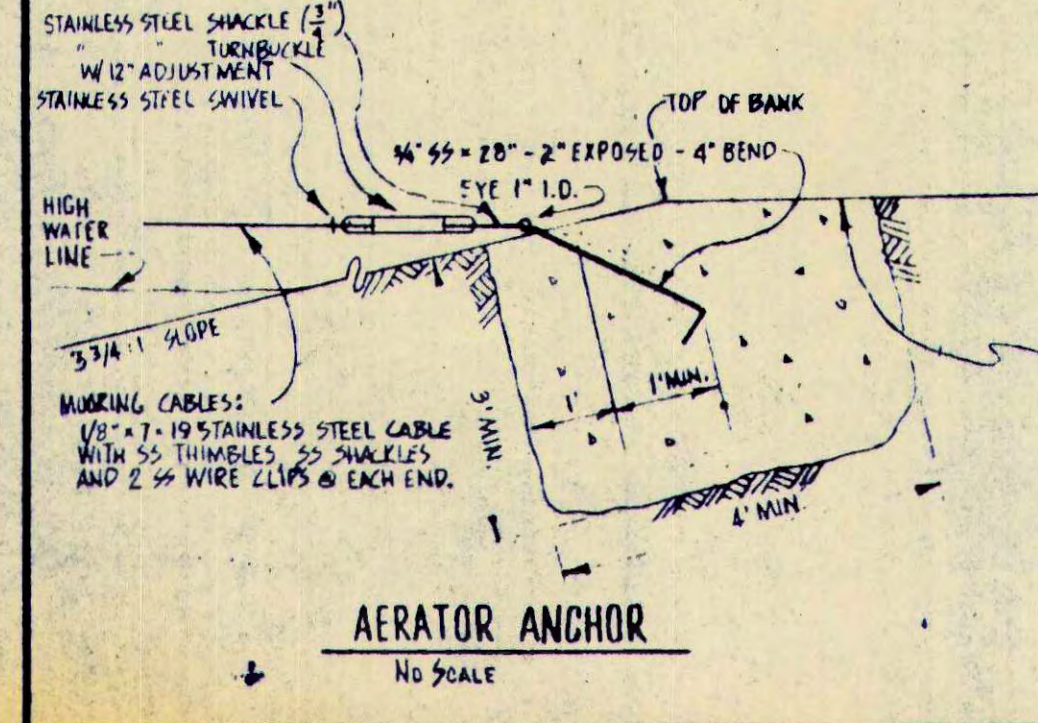 STAINLESS STEEL SHACKLE (3/4")
" " TURNBUCKLE
W/ 12" ADJUSTMENT
STAINLESS STEEL SWIVEL
TOP OF BANK
3/4" SS × 28" - 2" EXPOSED - 4" BEND
EYE 1" I.D.
HIGH
WATER
LINE
3 3/4 : 1 SLOPE
MOORING CABLES:
1/8" × 7 × 19 STAINLESS STEEL CABLE
WITH SS THIMBLES, SS SHACKLES
AND 2 SS WIRE CLIPS @ EACH END.
3' MIN.
1'
1' MIN.
4' MIN.
AERATOR ANCHOR
NO SCALE